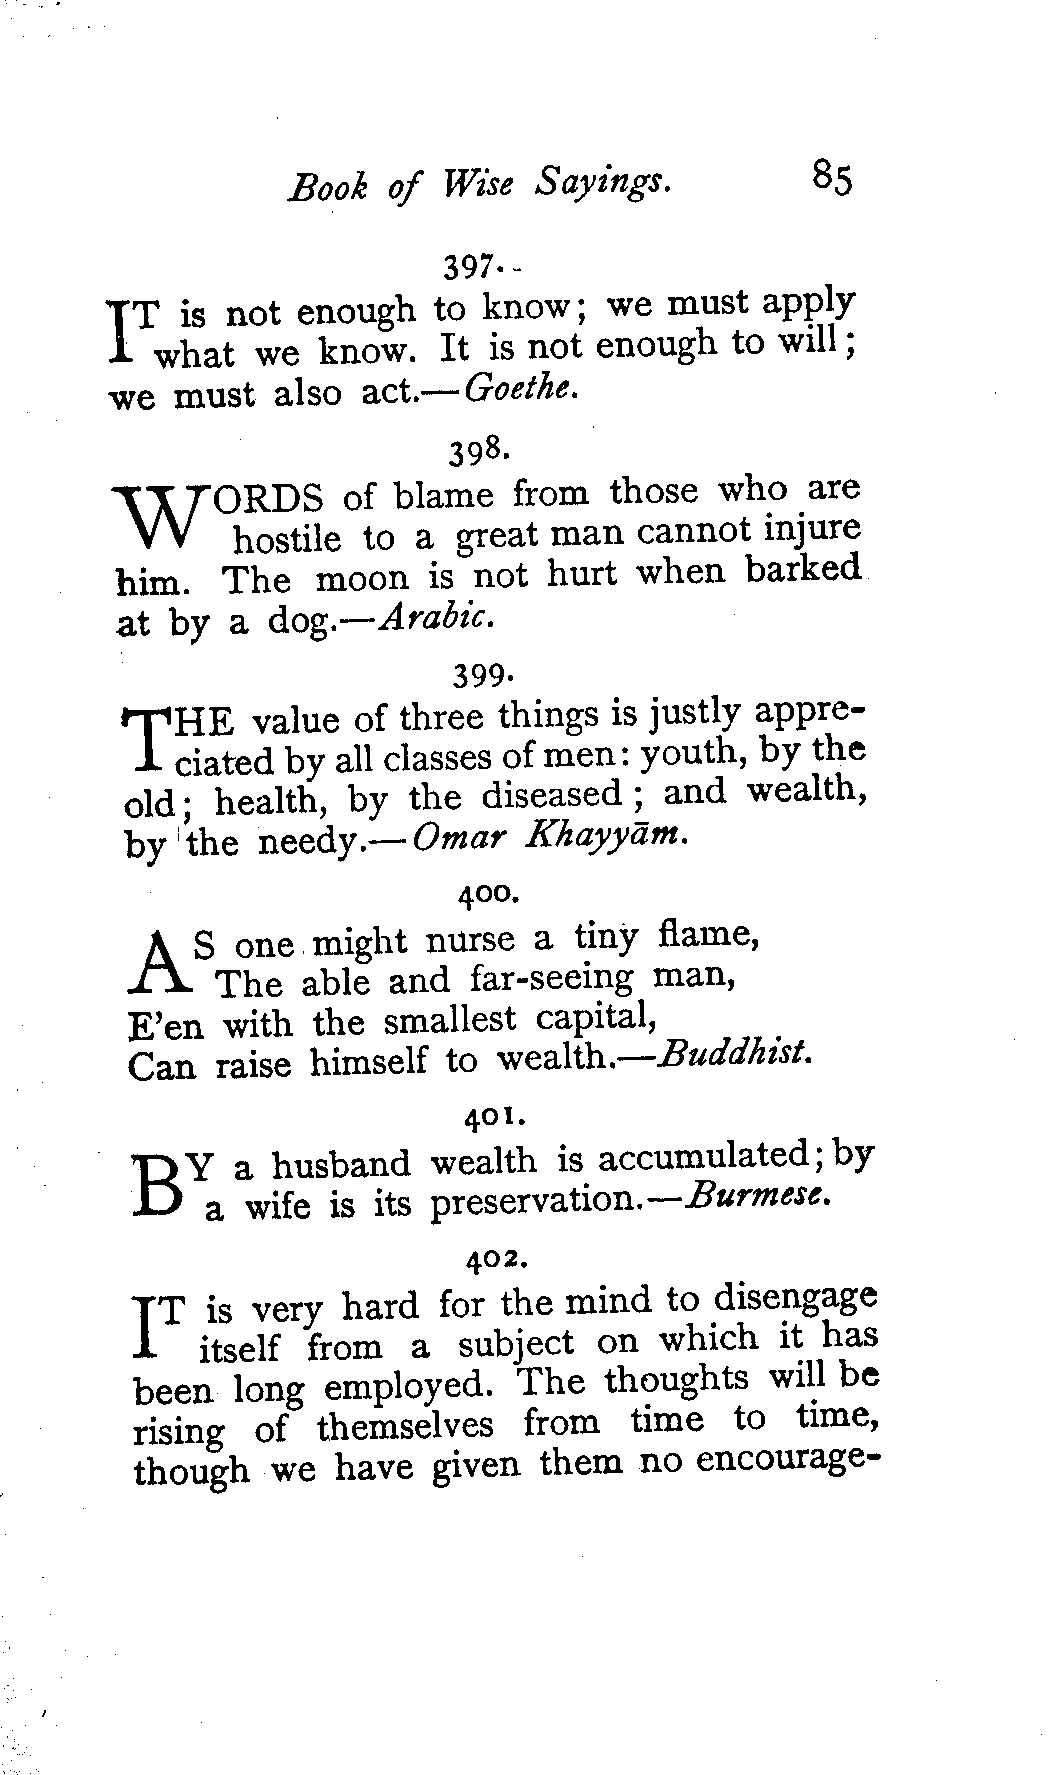 Book of Wise Sayings. 85
397.
IT is not enough to know; we must apply
what we know. It is not enough to will;
we must also act.—Goethe.
398.
WORDS of blame from those who are
hostile to a great man cannot injure
him. The moon is not hurt when barked
at by a dog.—Arabic.
399.
THE value of three things is justly appre-
ciated by all classes of men: youth, by the
old; health, by the diseased; and wealth,
by the needy.—Omar Khayyām.
400.
AS one might nurse a tiny flame,
The able and far-seeing man,
E'en with the smallest capital,
Can raise himself to wealth.—Buddhist.
401.
BY a husband wealth is accumulated; by
a wife is its preservation.—Burmese.
402.
IT is very hard for the mind to disengage
itself from a subject on which it has
been long employed. The thoughts will be
rising of themselves from time to time,
though we have given them no encourage-